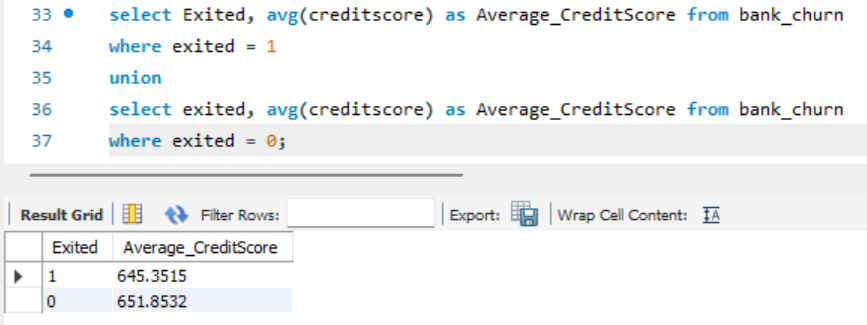 33 select Exited, avg(creditscore) as Average_CreditScore from bank_churn
34 where exited = 1
35 union
36 select exited, avg(creditscore) as Average_CreditScore from bank_churn
37 where exited = 0;
Result Grid Filter Rows: Export: Wrap Cell Content: IA
Exited Average_CreditScore
1 645.3515
0 651.8532